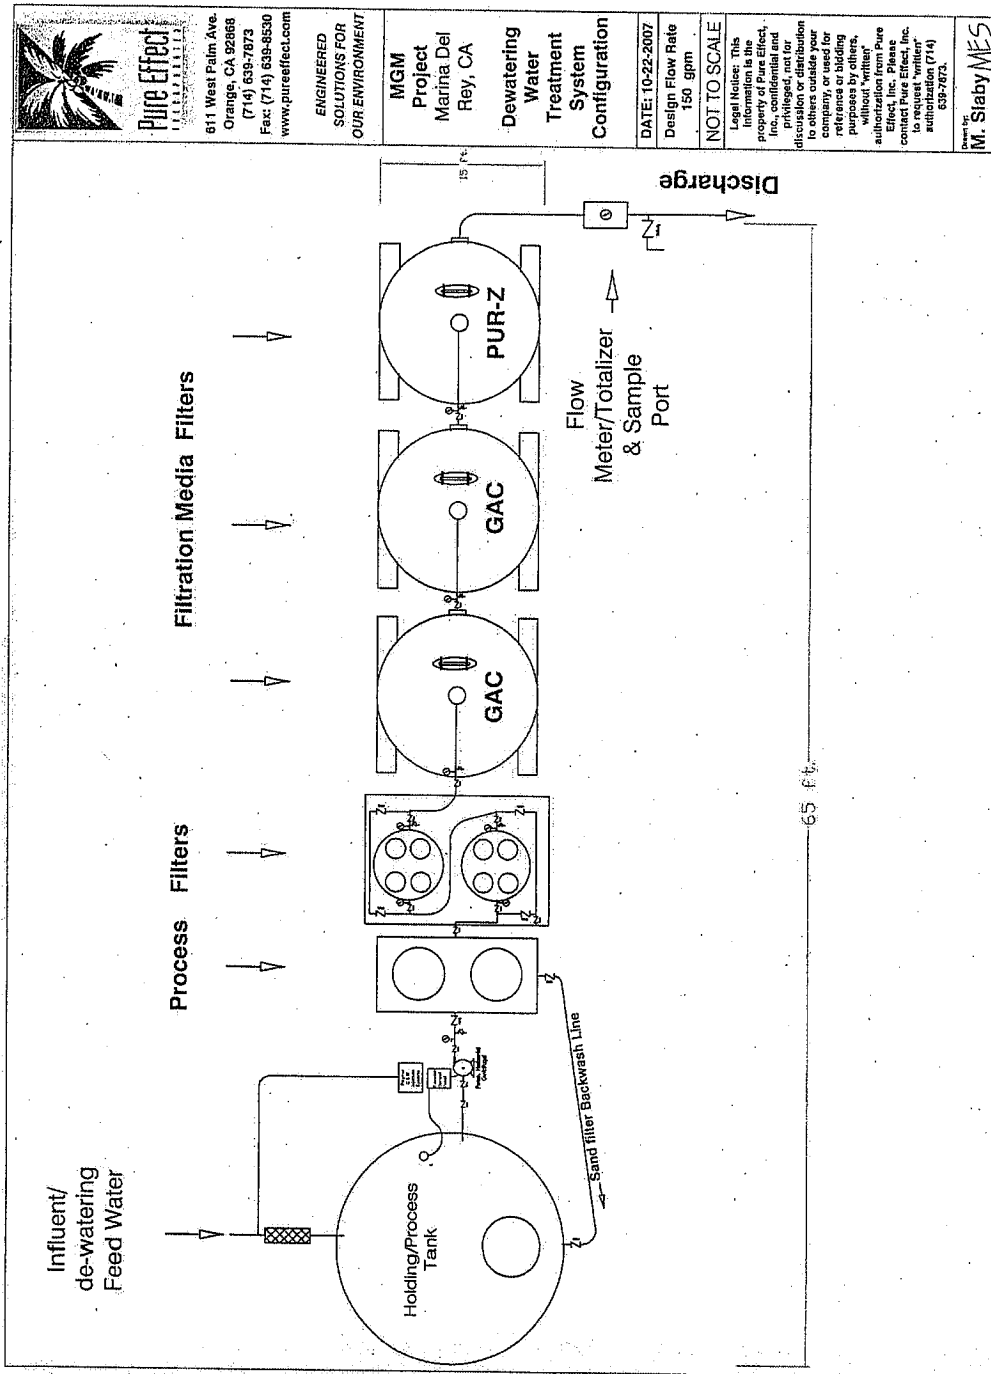 Pure Effect
INCORPORATED
611 West Palm Ave.
Orange, CA 92868
(714) 639-7873
Fax: (714) 639-8530
www.pureeffect.com
ENGINEERED
SOLUTIONS FOR
OUR ENVIRONMENT
MGM
Project
Marina Del
Rey, CA
Dewatering
Water
Treatment
System
Configuration
DATE: 10-22-2007
Design Flow Rate
150 gpm
NOT TO SCALE
Legal Notice: This
information is the
property of Pure Effect,
Inc., confidential and
privileged, not for
discussion or distribution
to others outside your
company, or used for
reference or bidding
purposes by others,
without "written"
authorization from Pure
Effect, Inc. Please
contact Pure Effect, Inc.
to request "written"
authorization (714)
639-7873.
Drawn by:
M. Slaby MES
Influent/
de-watering
Feed Water
Process Filters
Filtration Media Filters
Holding/Process
Tank
Sand filter Backwash Line
GAC
GAC
PUR-Z
15 Ft.
Flow
Meter/Totalizer
& Sample
Port
Discharge
65 Ft.